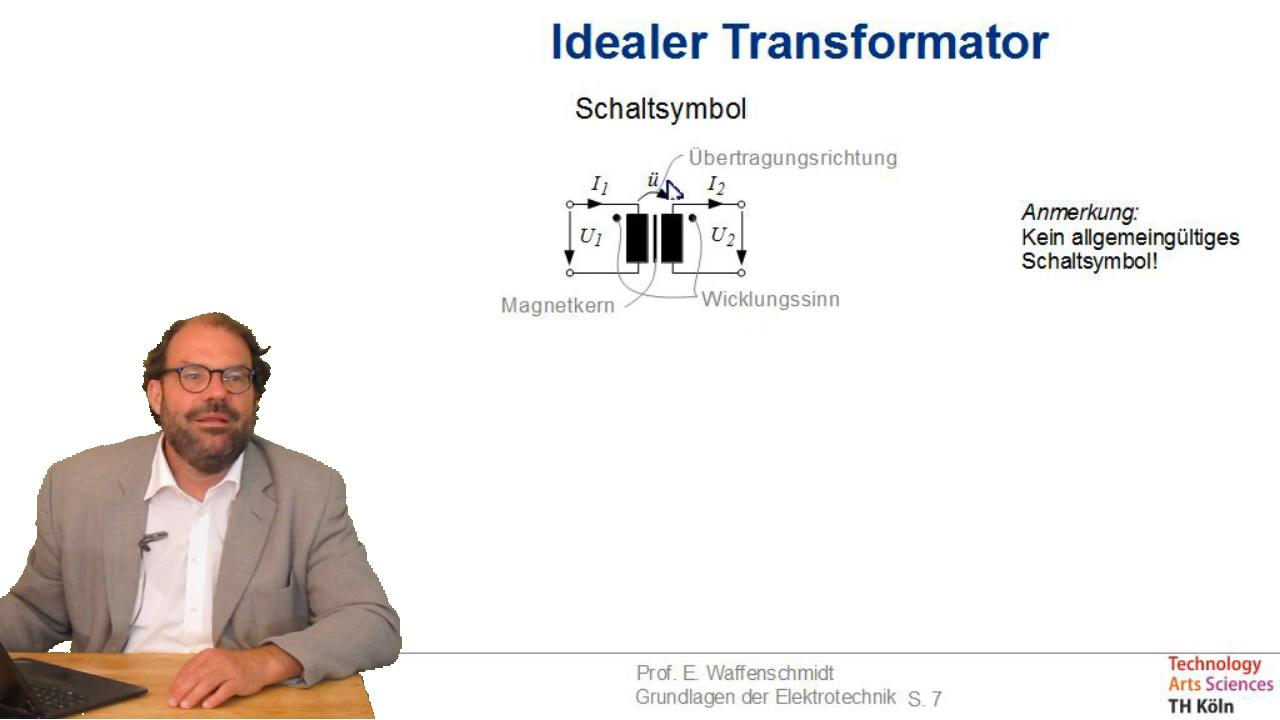 Idealer Transformator
Schaltsymbol
Übertragungsrichtung
I1
ü
I2
U1
U2
Magnetkern
Wicklungssinn
Anmerkung:
Kein allgemeingültiges
Schaltsymbol!
Prof. E. Waffenschmidt
Grundlagen der Elektrotechnik S. 7
Technology
Arts Sciences
TH Köln